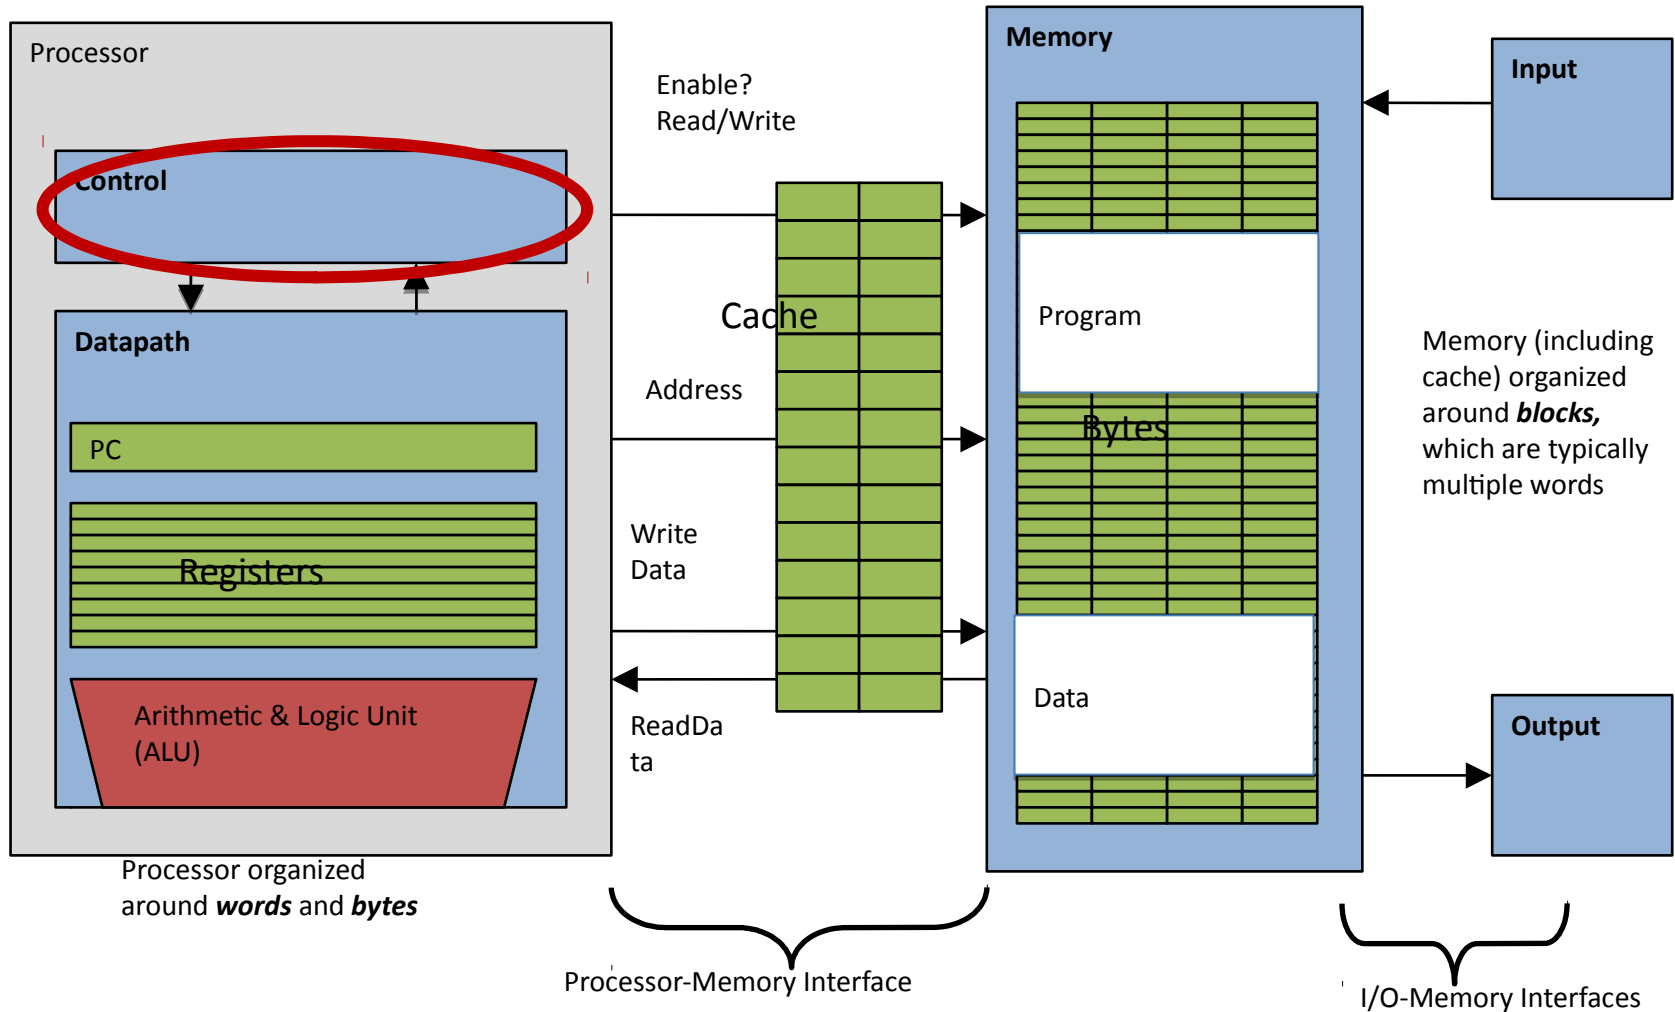 Processor
Control
Datapath
PC
Registers
Arithmetic & Logic Unit
(ALU)
Processor organized
around words and bytes
Enable?
Read/Write
Cache
Address
Write
Data
ReadDa
ta
Processor-Memory Interface
Memory
Program
Bytes
Data
Input
Memory (including
cache) organized
around blocks,
which are typically
multiple words
Output
I/O-Memory Interfaces